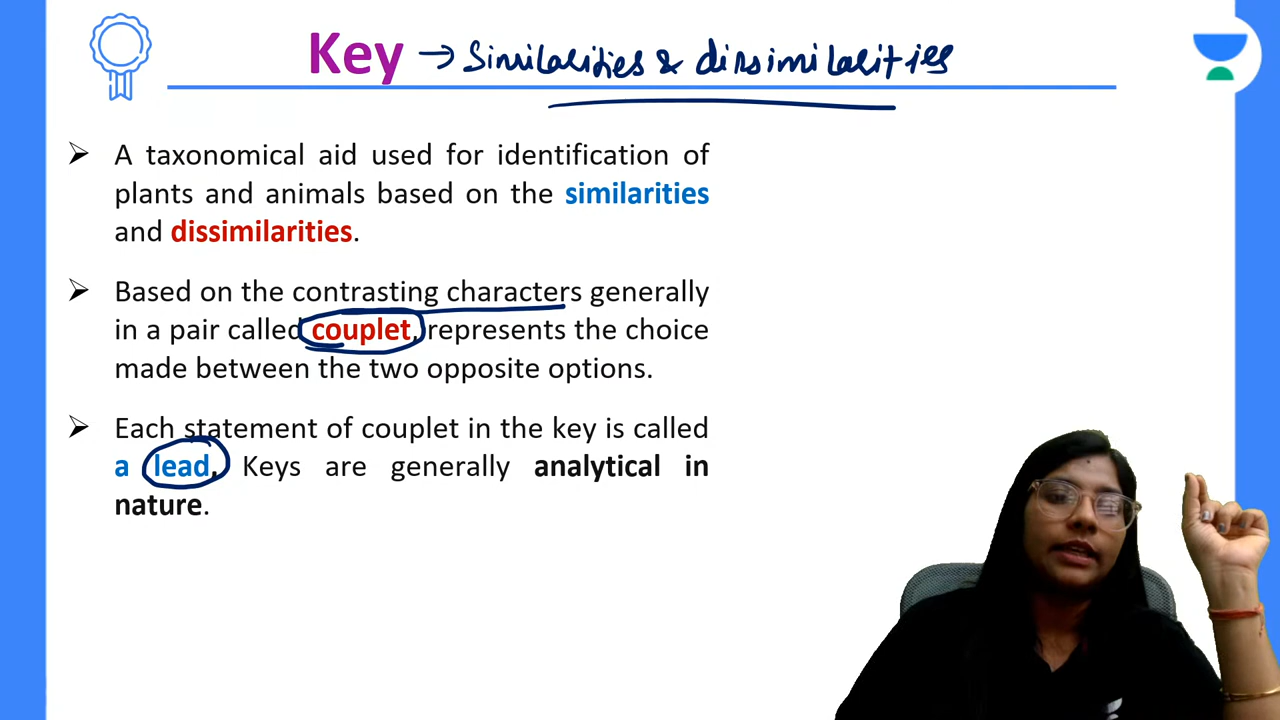 Key → Similarities & dissimilarities
➢ A taxonomical aid used for identification of
plants and animals based on the similarities
and dissimilarities.
➢ Based on the contrasting characters generally
in a pair called couplet, represents the choice
made between the two opposite options.
➢ Each statement of couplet in the key is called
a lead. Keys are generally analytical in
nature.